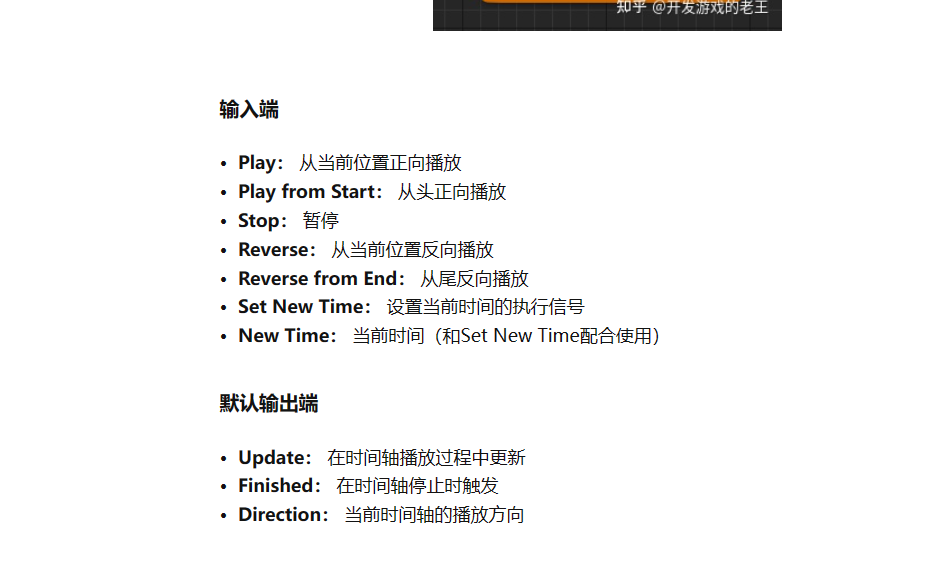 知乎 @开发游戏的老王
输入端
• Play： 从当前位置正向播放
• Play from Start： 从头正向播放
• Stop： 暂停
• Reverse： 从当前位置反向播放
• Reverse from End： 从尾反向播放
• Set New Time： 设置当前时间的执行信号
• New Time： 当前时间（和Set New Time配合使用）
默认输出端
• Update： 在时间轴播放过程中更新
• Finished： 在时间轴停止时触发
• Direction： 当前时间轴的播放方向